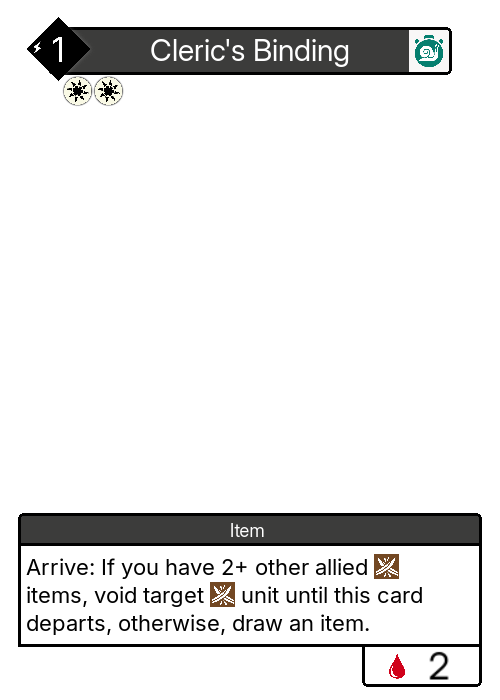 1
Cleric's Binding
Item
Arrive: If you have 2+ other allied
items, void target unit until this card
departs, otherwise, draw an item.
2